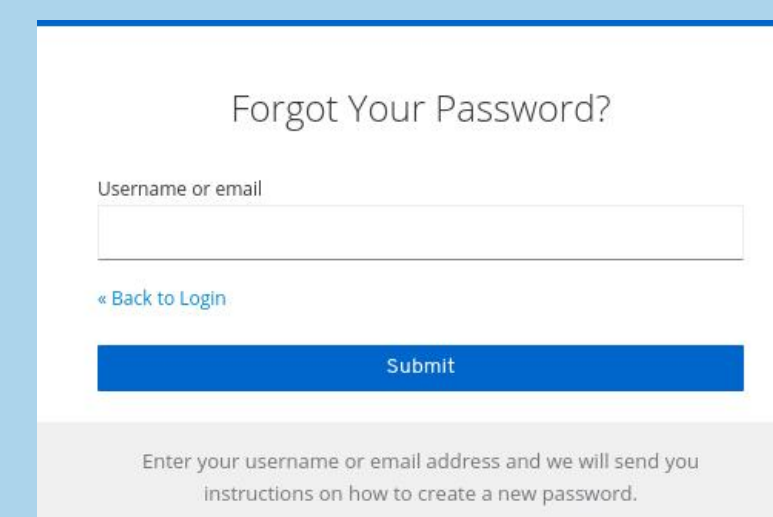 Forgot Your Password?
Username or email
« Back to Login
Submit
Enter your username or email address and we will send you
instructions on how to create a new password.